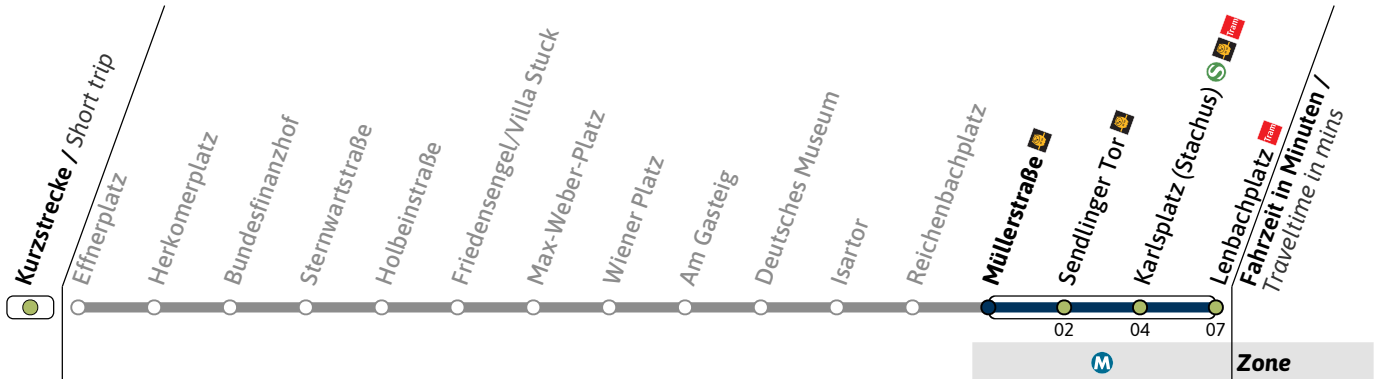 Kurzstrecke / Short trip
Effnerplatz
Herkomerplatz
Bundesfinanzhof
Sternwartstraße
Holbeinstraße
Friedensengel/Villa Stuck
Max-Weber-Platz
Wiener Platz
Am Gasteig
Deutsches Museum
Isartor
Reichenbachplatz
Müllerstraße
Sendlinger Tor
Karlsplatz (Stachus) S Tram
Lenbachplatz Tram
Fahrzeit in Minuten /
Traveltime in mins
02 04 07
M Zone